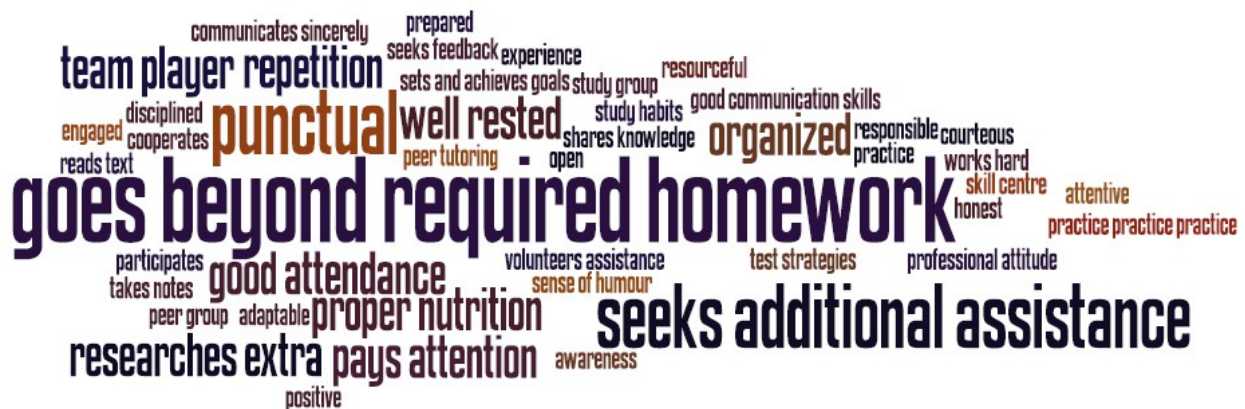 communicates sincerely
prepared
team player
repetition
seeks feedback
experience
sets and achieves goals
study group
resourceful
disciplined
engaged
cooperates
punctual
well rested
study habits
good communication skills
shares knowledge
organized
responsible
courteous
reads text
peer tutoring
open
practice
works hard
goes beyond required homework
skill centre
attentive
honest
practice practice practice
participates
good attendance
volunteers assistance
test strategies
professional attitude
takes notes
sense of humour
peer group
adaptable
proper nutrition
seeks additional assistance
researches extra
pays attention
awareness
positive